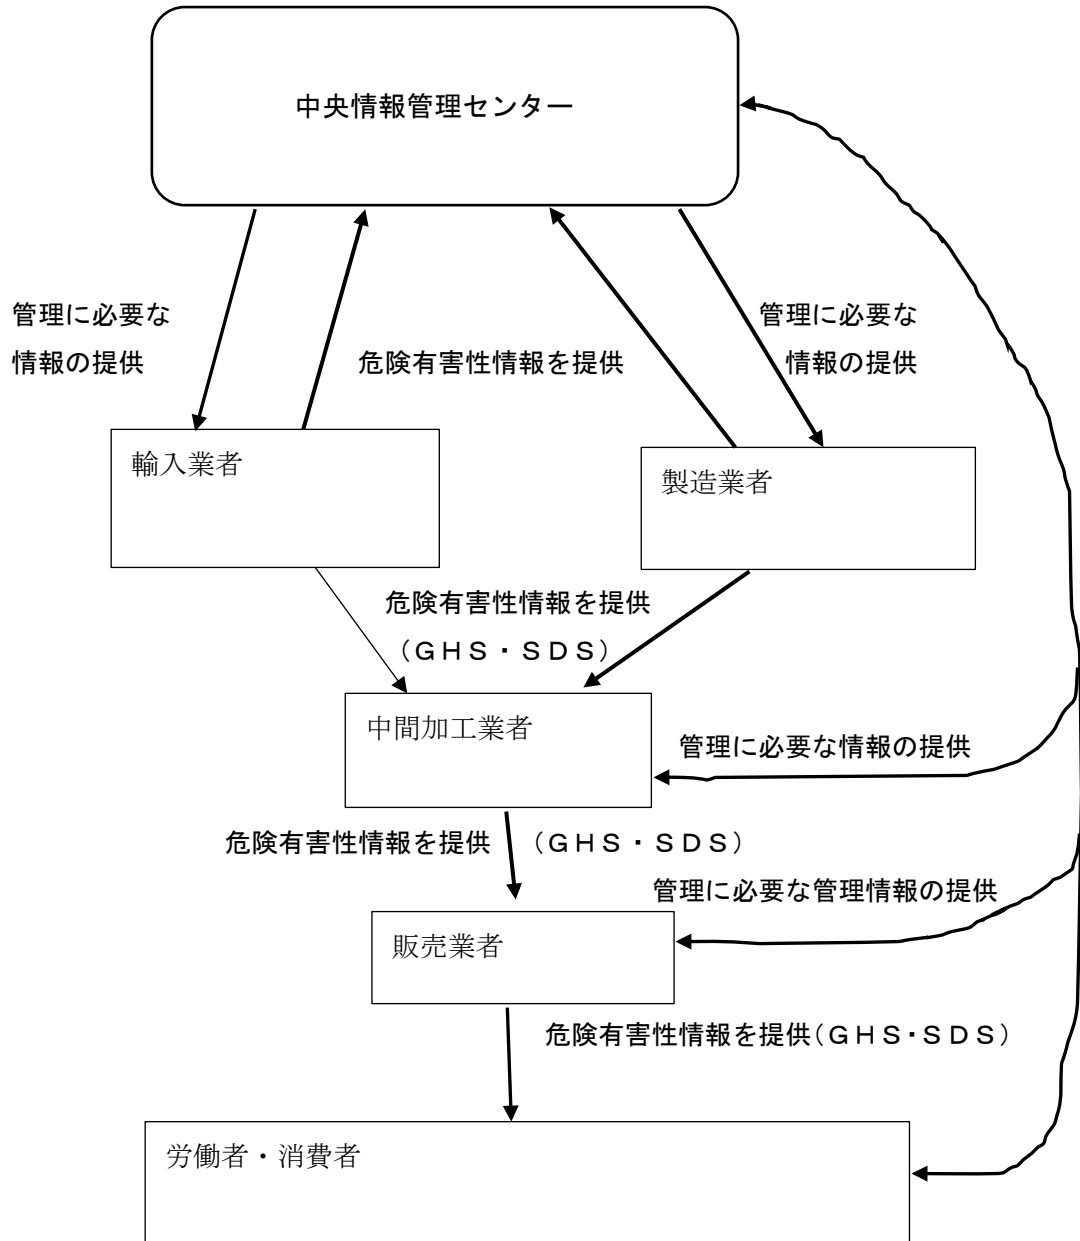 中央情報管理センター
管理に必要な
情報の提供
危険有害性情報を提供
管理に必要な
情報の提供
輸入業者
製造業者
危険有害性情報を提供
（ＧＨＳ・ＳＤＳ）
中間加工業者
管理に必要な情報の提供
危険有害性情報を提供 （ＧＨＳ・ＳＤＳ）
管理に必要な管理情報の提供
販売業者
危険有害性情報を提供（ＧＨＳ・ＳＤＳ）
労働者・消費者